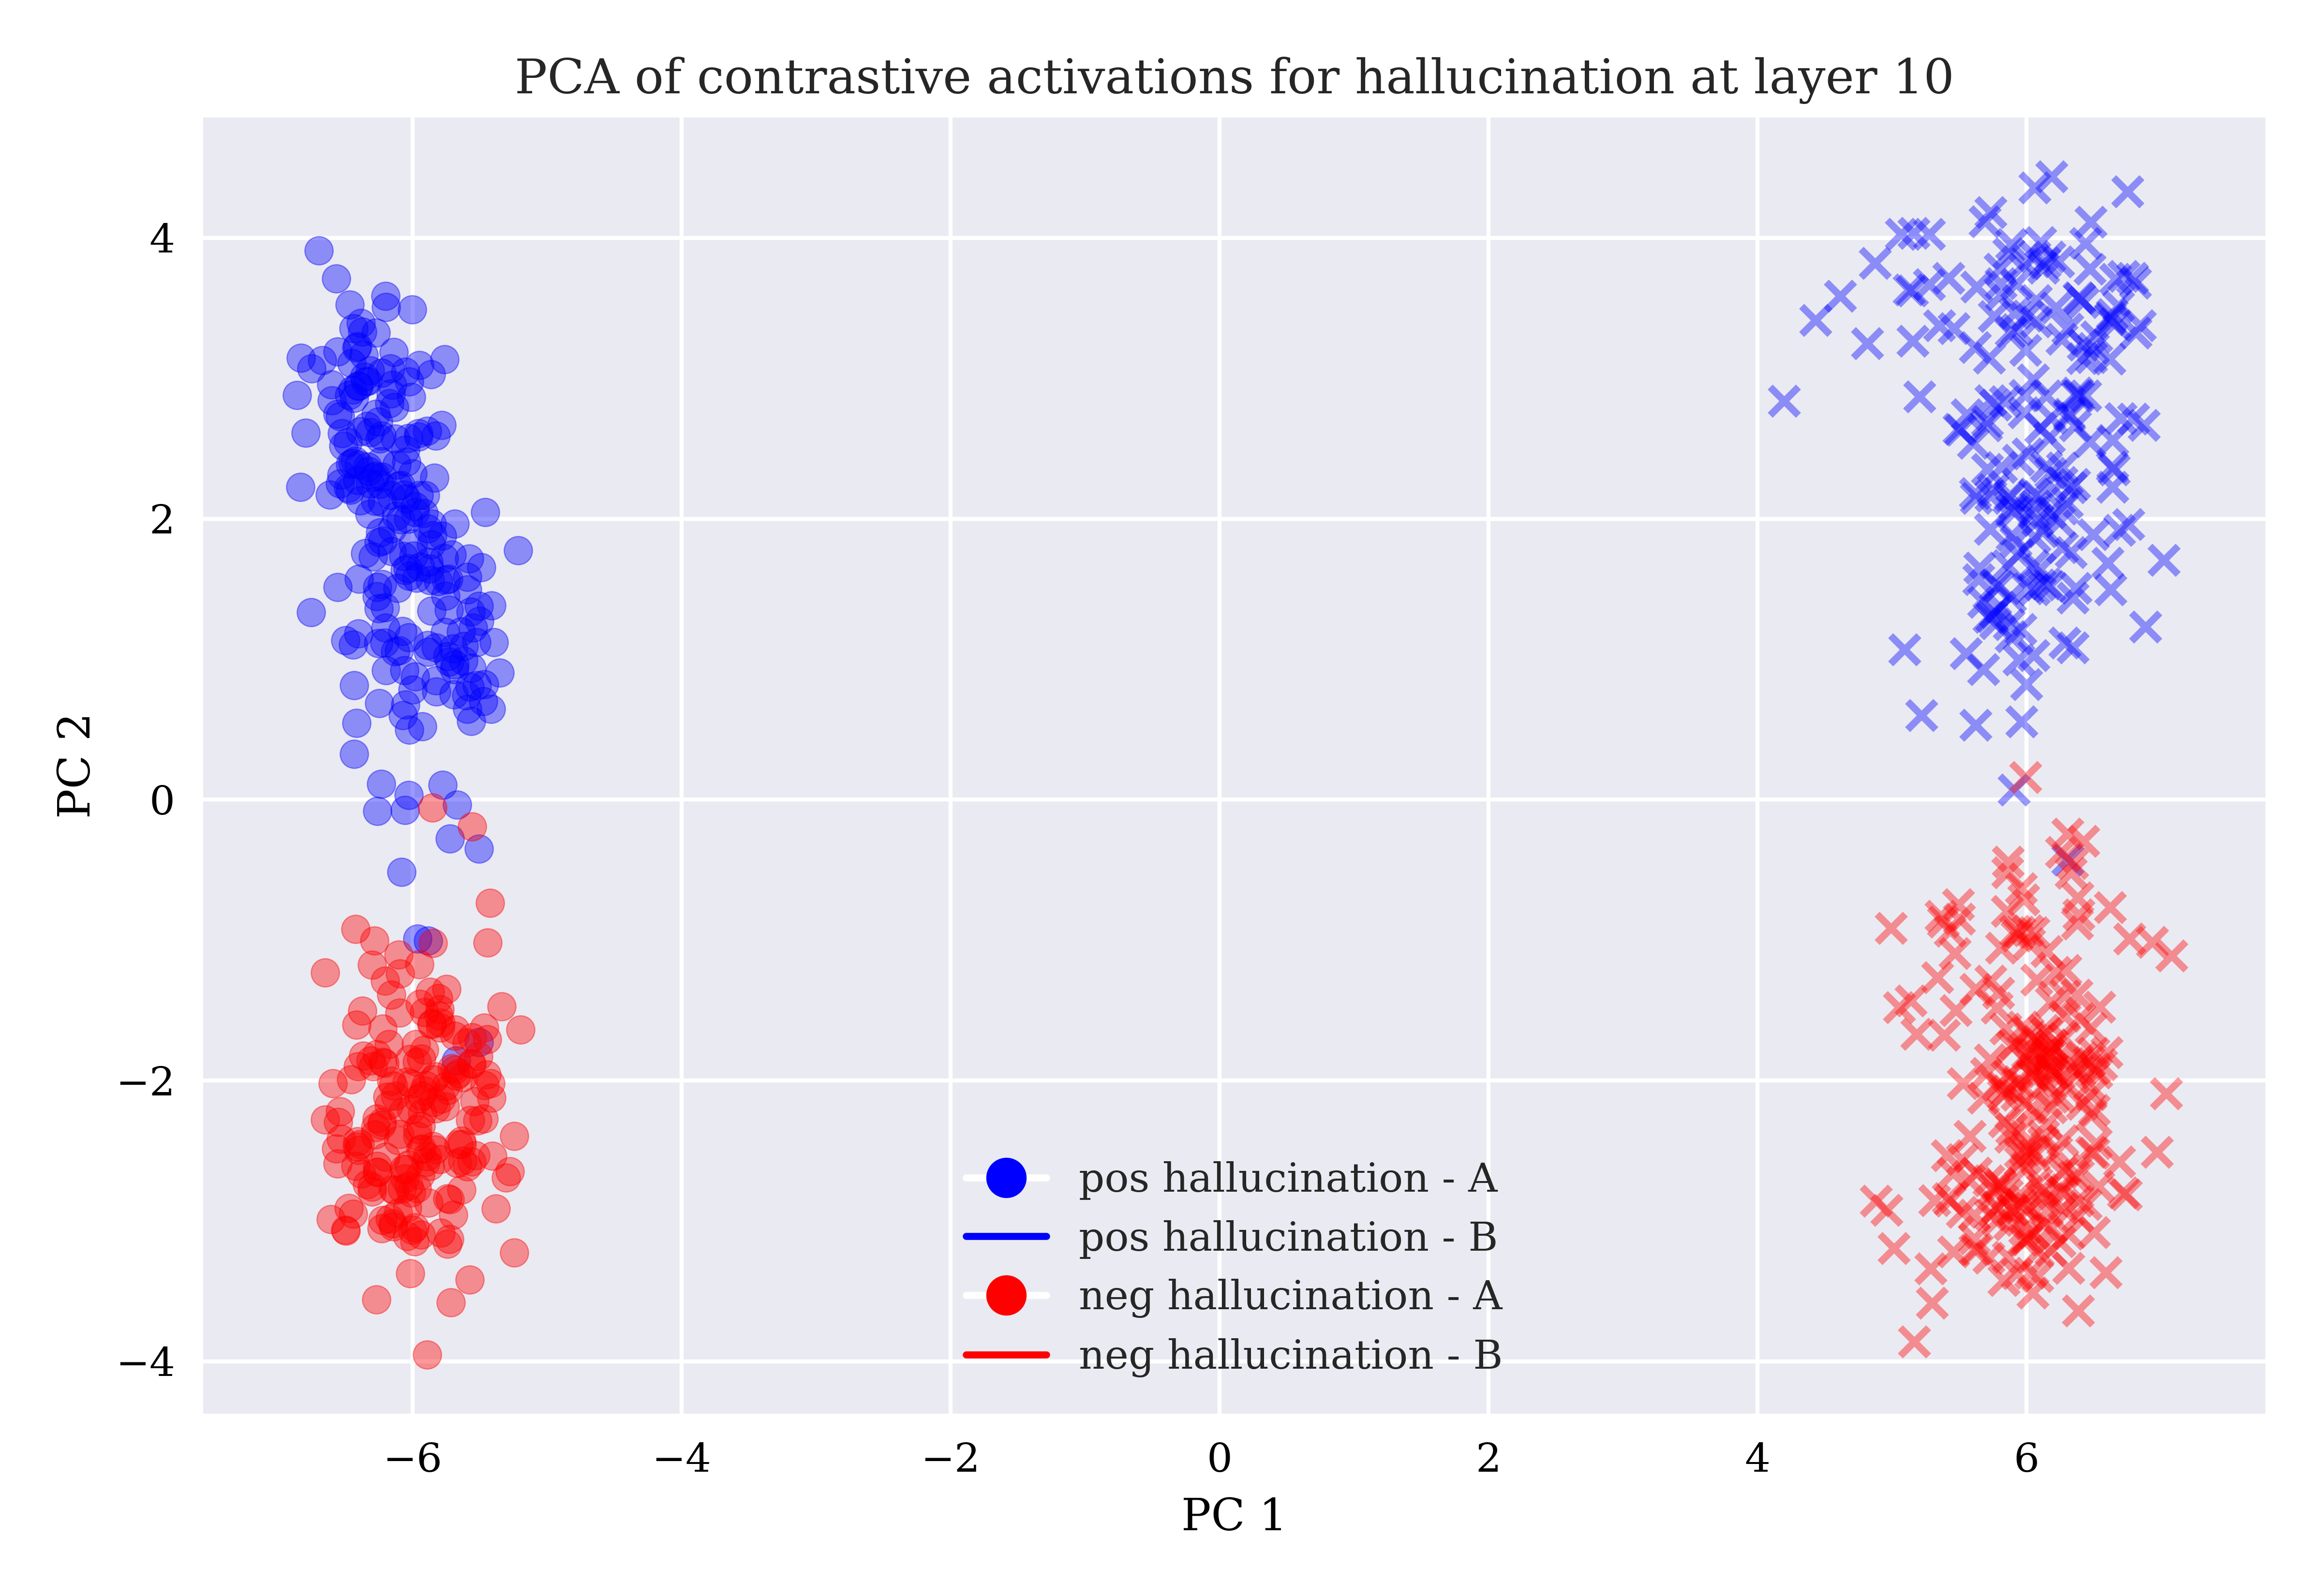 PCA of contrastive activations for hallucination at layer 10
4
2
0
−2
−4
PC 2
pos hallucination - A
pos hallucination - B
neg hallucination - A
neg hallucination - B
−6 −4 −2 0 2 4 6
PC 1